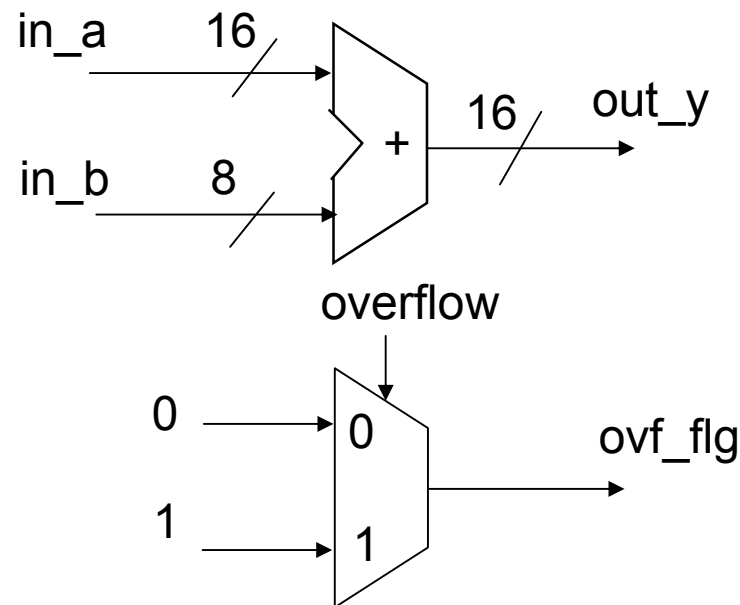 in_a 16
16 out_y
+
in_b 8
overflow
0 0
ovf_flg
1 1